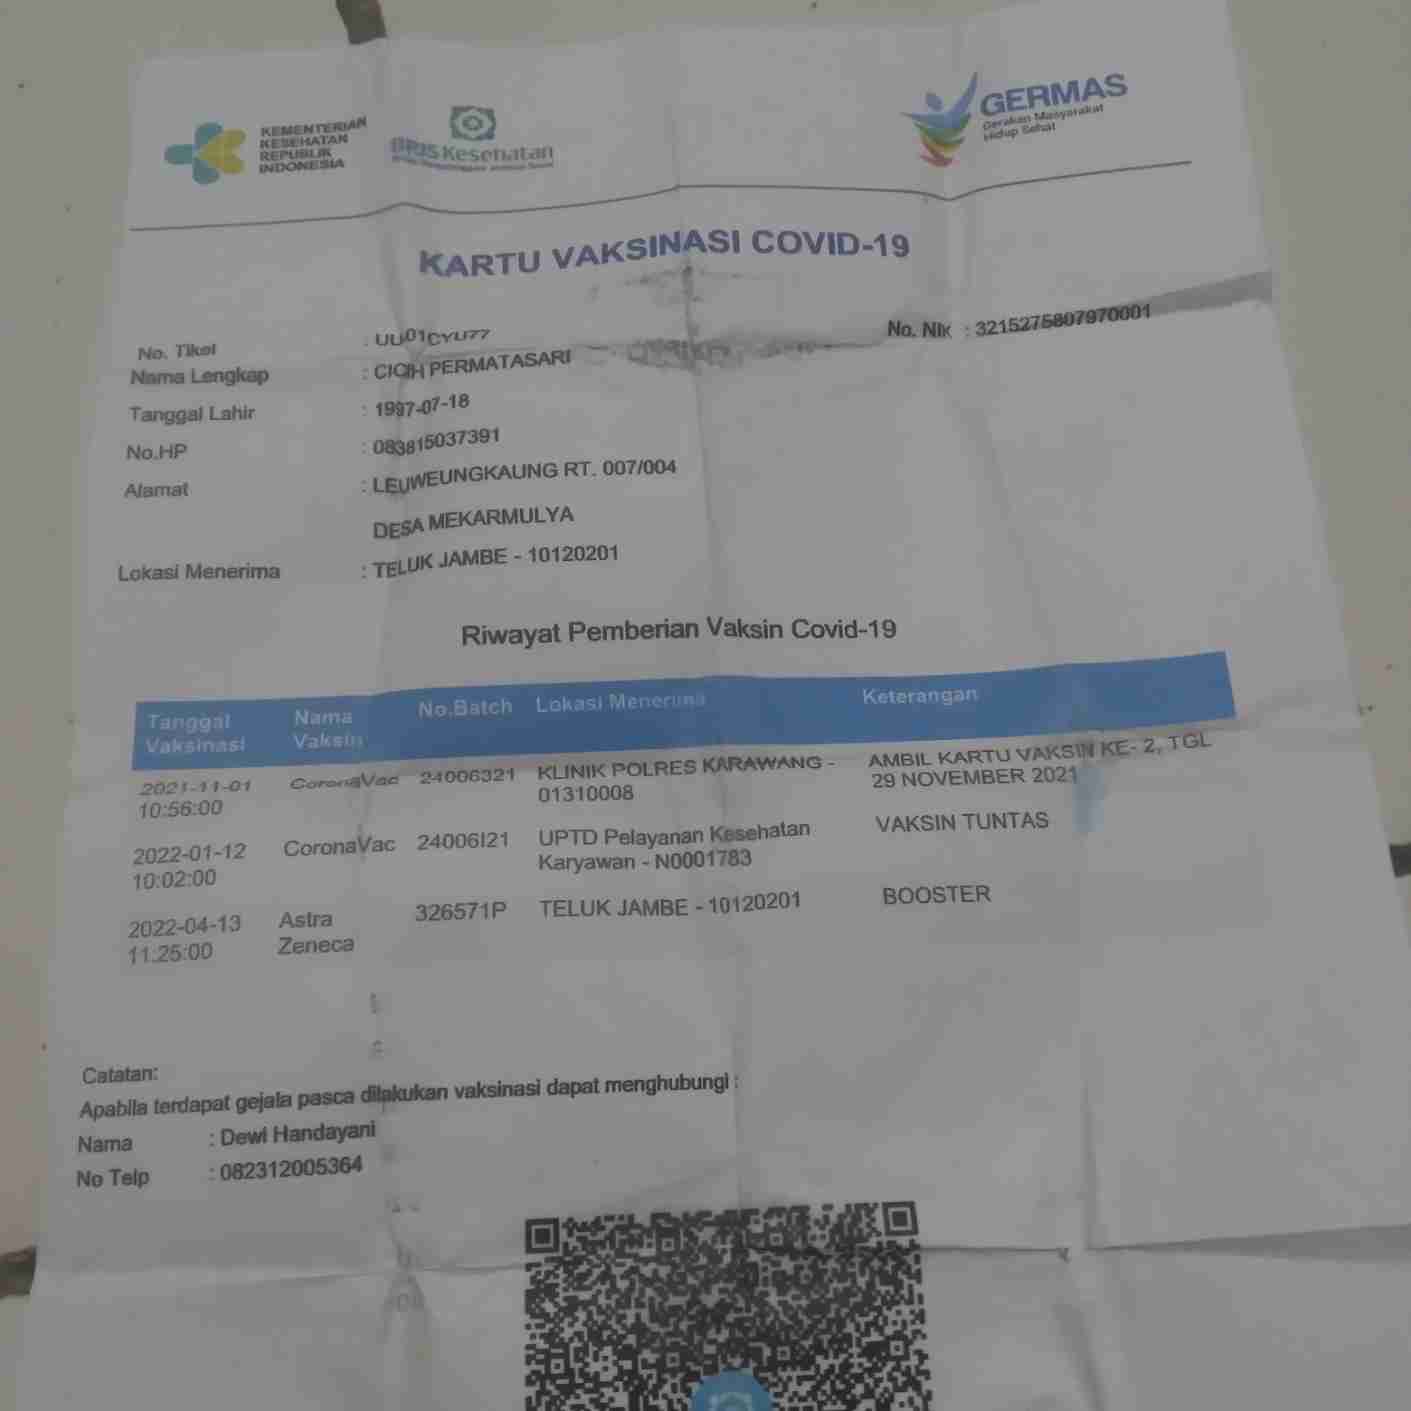 KEMENTERIAN
KESEHATAN
REPUBLIK
INDONESIA
BPJS Kesehatan
GERMAS
Gerakan Masyarakat
Hidup Sehat
KARTU VAKSINASI COVID-19
No. Tiket : UU01CYU77
No. Nik : 3215275807970001
Nama Lengkap : CICIH PERMATASARI
Tanggal Lahir : 1997-07-18
No.HP : 083815037391
Alamat : LEUWEUNGKAUNG RT. 007/004
DESA MEKARMULYA
Lokasi Menerima : TELUK JAMBE - 10120201
Riwayat Pemberian Vaksin Covid-19
Tanggal Vaksinasi Nama Vaksin No.Batch Lokasi Menerima Keterangan
2021-11-01 CoronaVac 24006321 KLINIK POLRES KARAWANG - AMBIL KARTU VAKSIN KE- 2, TGL
10:56:00 01310008 29 NOVEMBER 2021
2022-01-12 CoronaVac 24006I21 UPTD Pelayanan Kesehatan VAKSIN TUNTAS
10:02:00 Karyawan - N0001783
2022-04-13 Astra 326571P TELUK JAMBE - 10120201 BOOSTER
11:25:00 Zeneca
Catatan:
Apabila terdapat gejala pasca dilakukan vaksinasi dapat menghubungi :
Nama : Dewi Handayani
No Telp : 082312005364